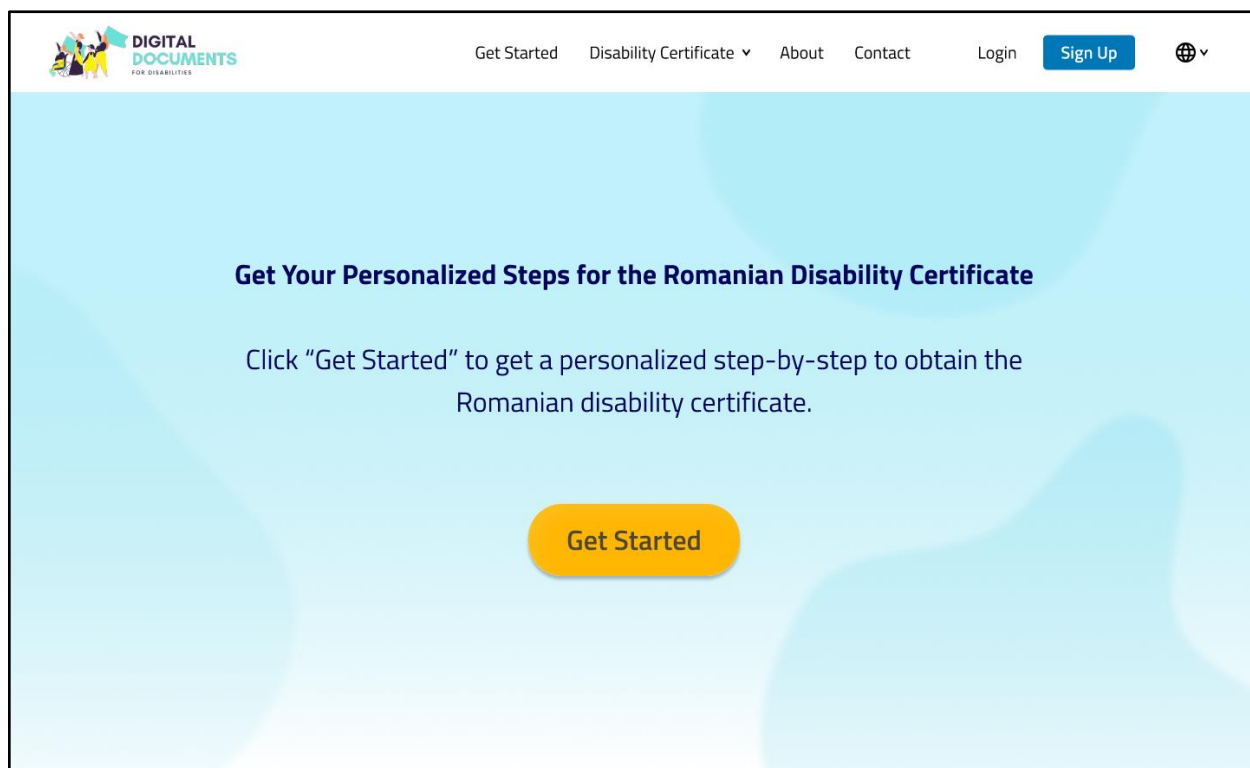 DIGITAL
DOCUMENTS
FOR DISABILITIES
Get Started Disability Certificate About Contact Login Sign Up
Get Your Personalized Steps for the Romanian Disability Certificate
Click “Get Started” to get a personalized step-by-step to obtain the
Romanian disability certificate.
Get Started